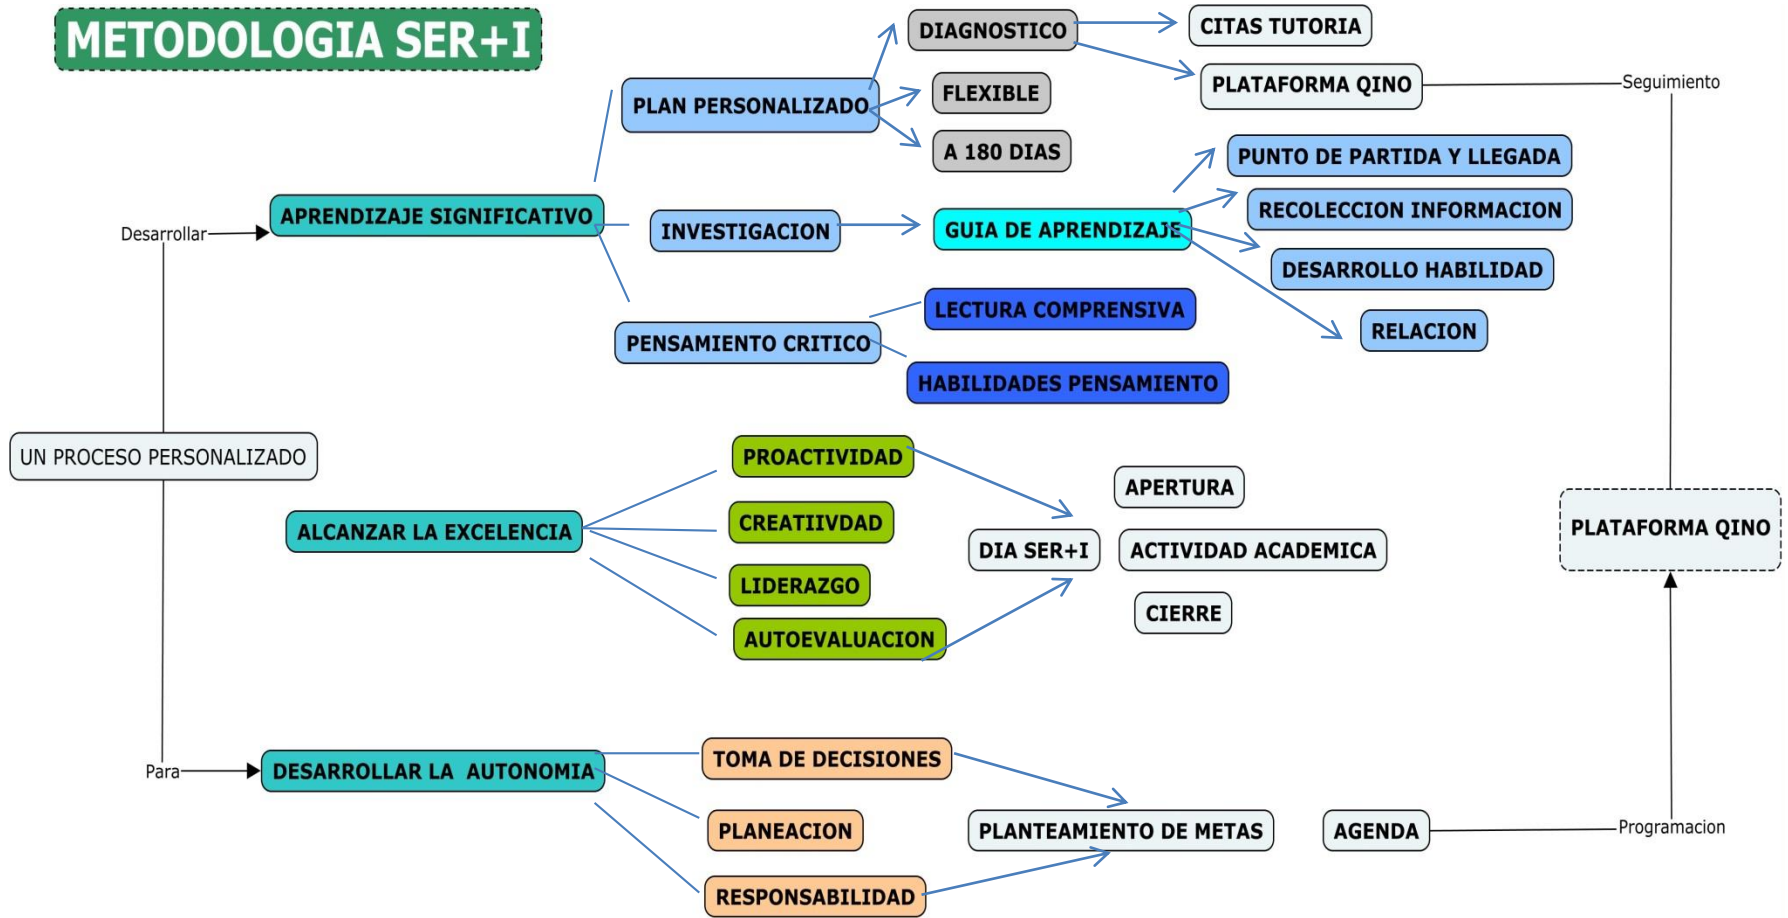 METODOLOGIA SER+I
DIAGNOSTICO
CITAS TUTORIA
PLAN PERSONALIZADO
FLEXIBLE
PLATAFORMA QINO
Seguimiento
A 180 DIAS
PUNTO DE PARTIDA Y LLEGADA
Desarrollar
APRENDIZAJE SIGNIFICATIVO
INVESTIGACION
GUIA DE APRENDIZAJE
RECOLECCION INFORMACION
DESARROLLO HABILIDAD
RELACION
PENSAMIENTO CRITICO
LECTURA COMPRENSIVA
HABILIDADES PENSAMIENTO
UN PROCESO PERSONALIZADO
ALCANZAR LA EXCELENCIA
PROACTIVIDAD
CREATIIVDAD
LIDERAZGO
AUTOEVALUACION
DIA SER+I
APERTURA
ACTIVIDAD ACADEMICA
CIERRE
PLATAFORMA QINO
Para
DESARROLLAR LA AUTONOMIA
TOMA DE DECISIONES
PLANEACION
RESPONSABILIDAD
PLANTEAMIENTO DE METAS
AGENDA
Programacion